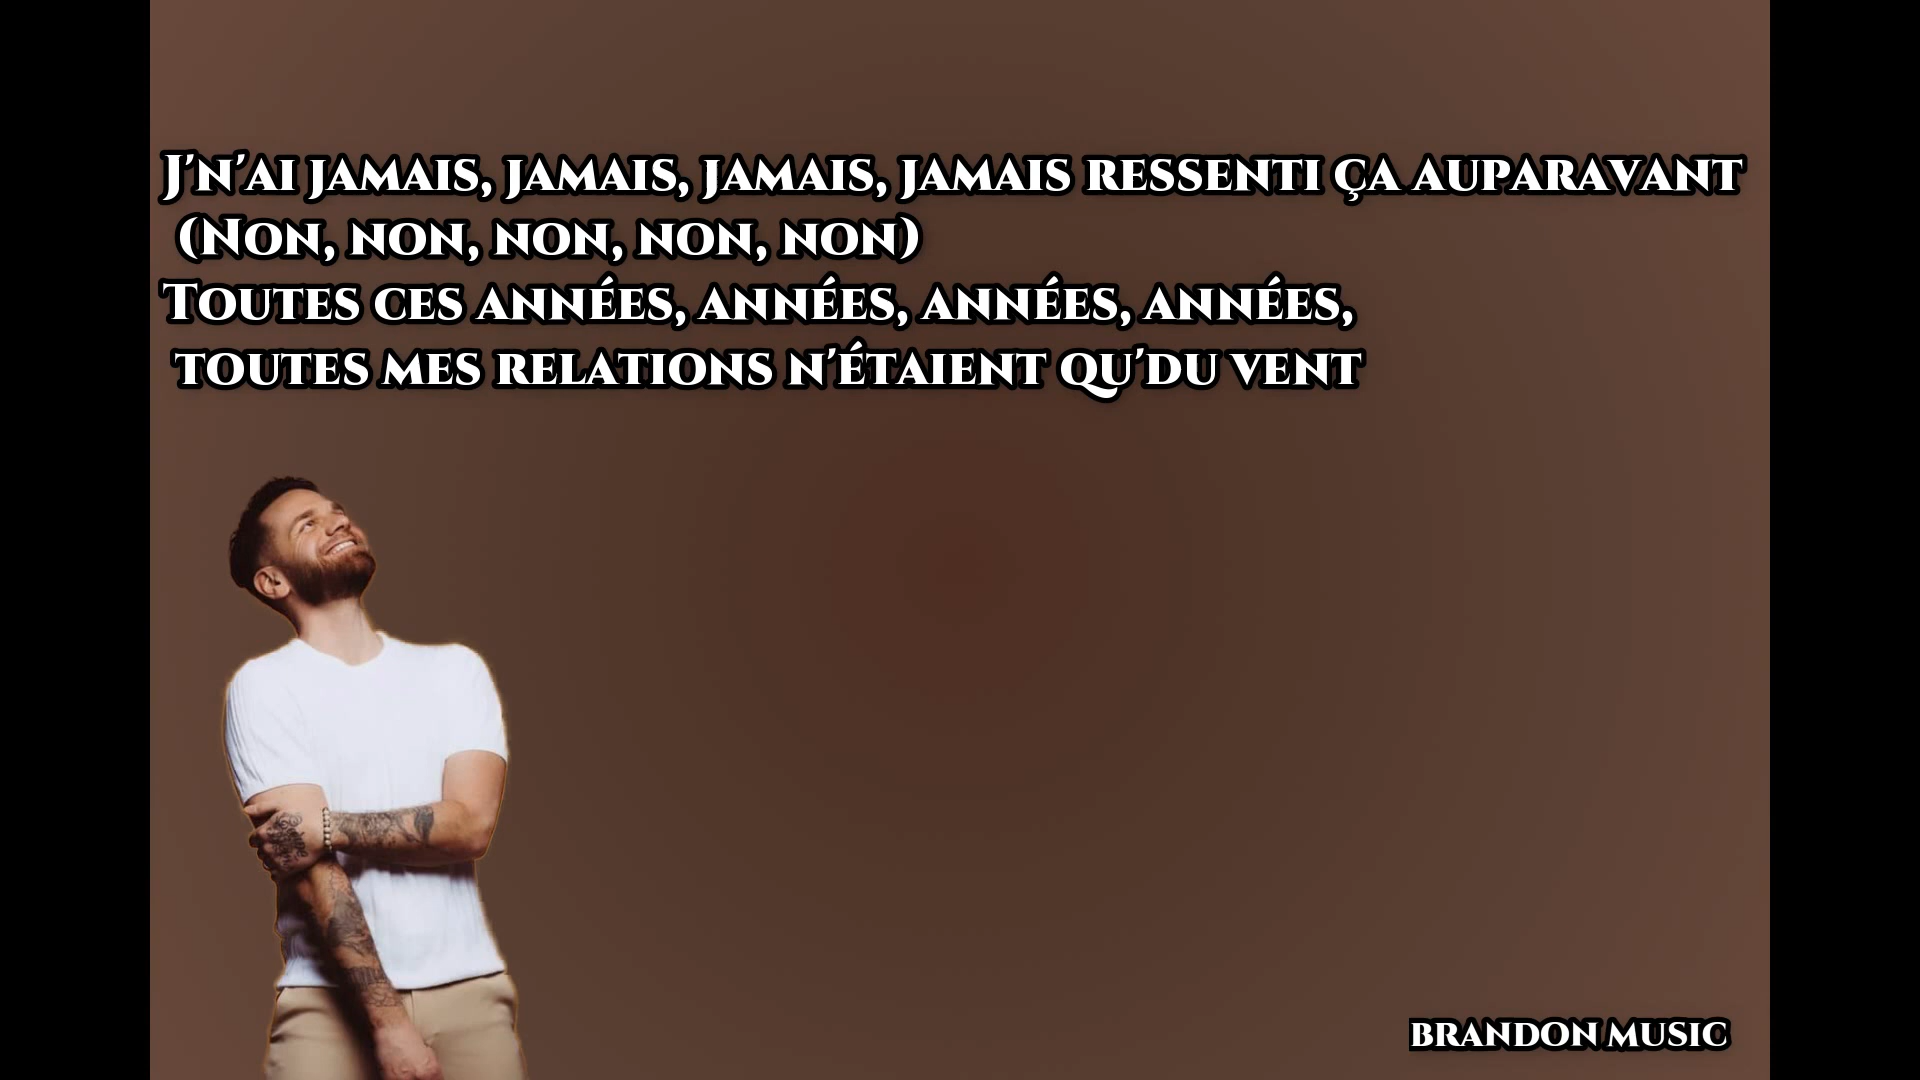 J'n'ai jamais, jamais, jamais, jamais ressenti ça auparavant
(Non, non, non, non, non)
Toutes ces années, années, années, années,
toutes mes relations n'étaient qu'du vent
BRANDON MUSIC